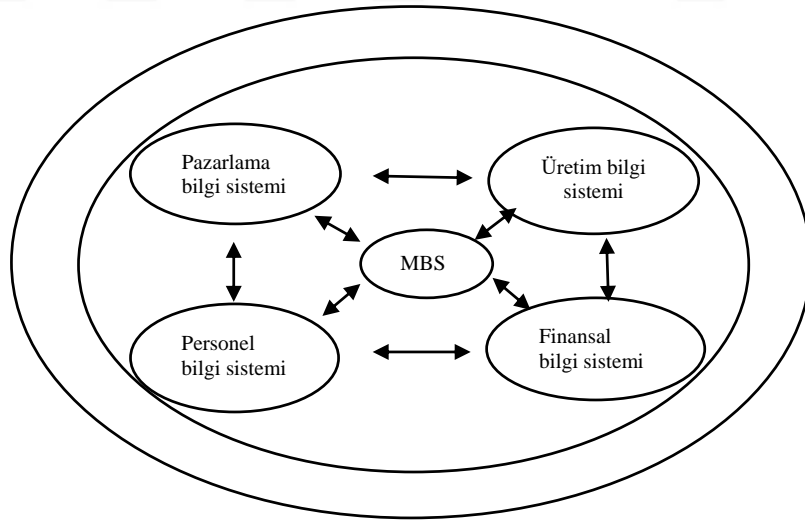 Pazarlama
bilgi sistemi
Üretim bilgi
sistemi
MBS
Personel
bilgi sistemi
Finansal
bilgi sistemi